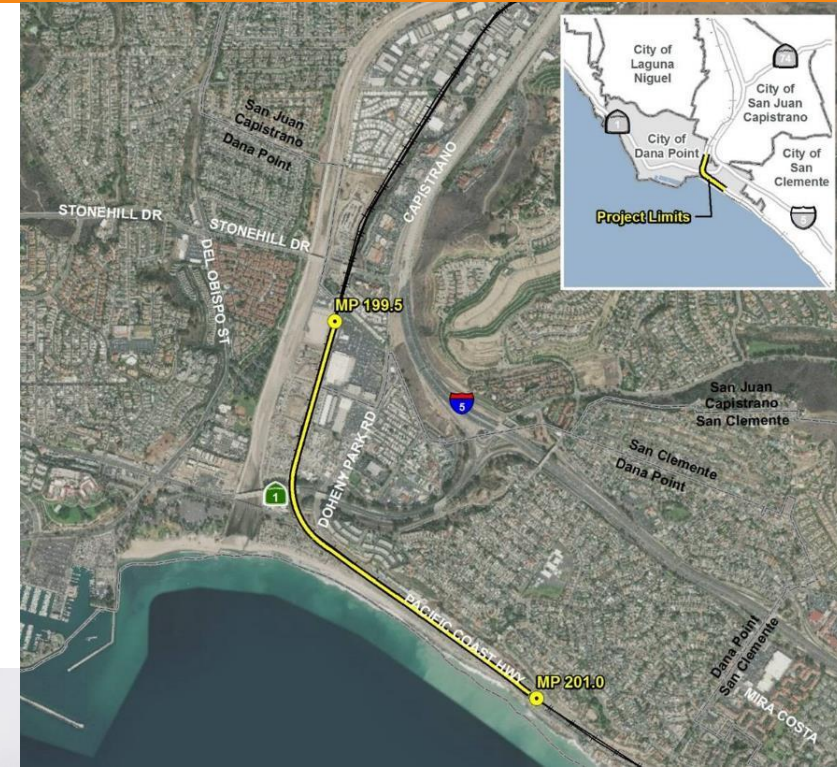 City of
Laguna
Niguel
74
City of
San Juan
Capistrano
1
City of
Dana Point
City of
San
Clemente
Project Limits
5
San Juan
Capistrano
Dana Point
CAPISTRANO
STONEHILL DR
STONEHILL DR
DEL OBISPO ST
MP 199.5
5
San Juan
Capistrano
San Clemente
San Clemente
Dana Point
DOHENY PARK RD
1
PACIFIC COAST HWY
MP 201.0
Dana Point
San Clemente
MIRA COSTA